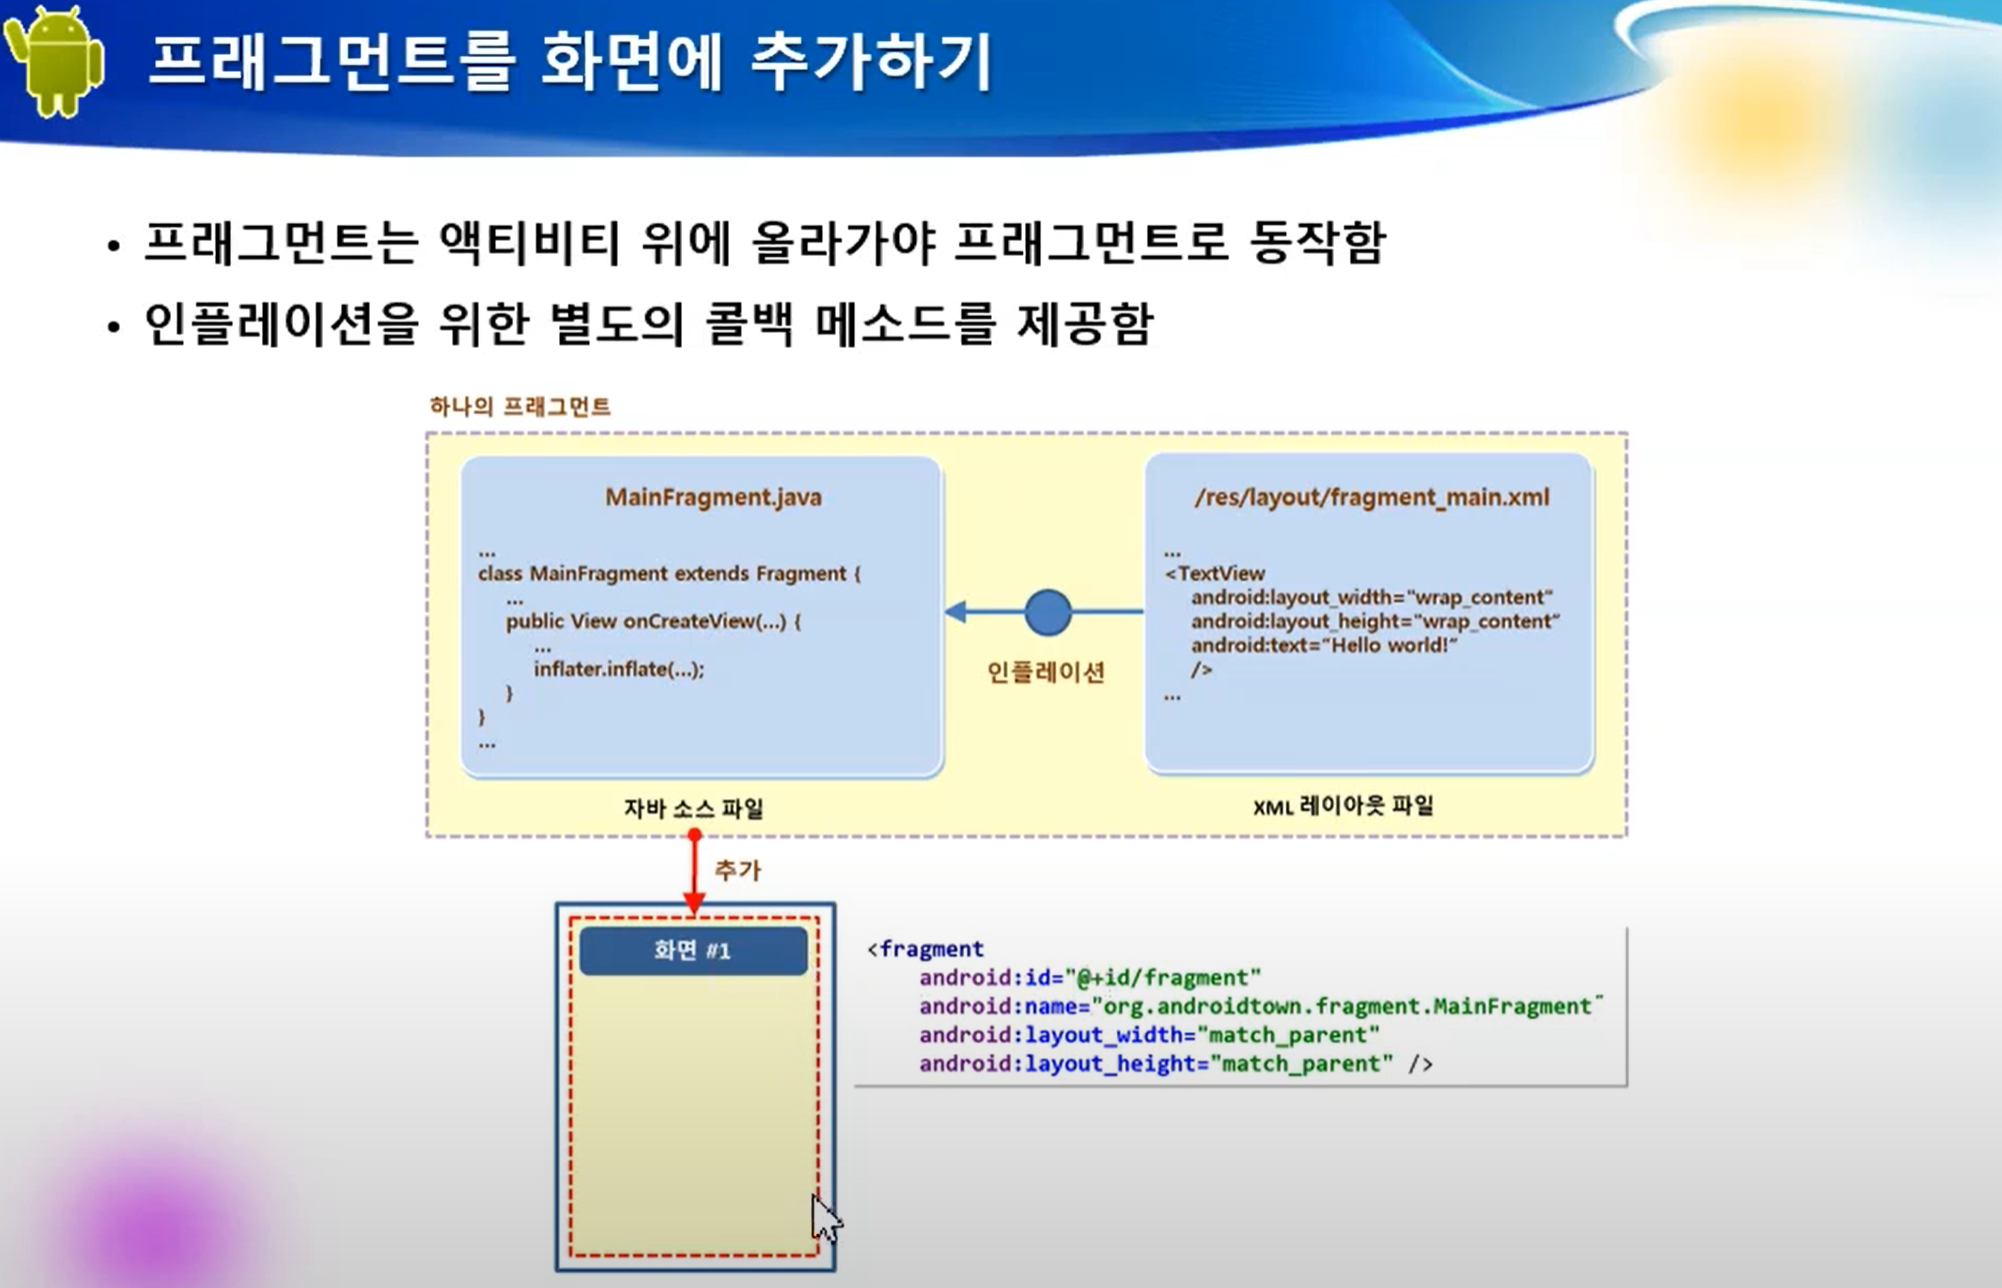 프래그먼트를 화면에 추가하기
• 프래그먼트는 액티비티 위에 올라가야 프래그먼트로 동작함
• 인플레이션을 위한 별도의 콜백 메소드를 제공함
하나의 프래그먼트
MainFragment.java
...
class MainFragment extends Fragment {
...
public View onCreateView(...) {
...
inflater.inflate(...);
}
}
...
자바 소스 파일
인플레이션
/res/layout/fragment_main.xml
...
<TextView
android:layout_width="wrap_content"
android:layout_height="wrap_content"
android:text="Hello world!"
/>
...
XML 레이아웃 파일
추가
화면 #1
<fragment
android:id="@+id/fragment"
android:name="org.androidtown.fragment.MainFragment"
android:layout_width="match_parent"
android:layout_height="match_parent" />